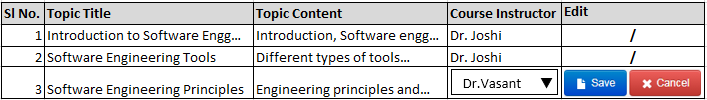 Sl No. Topic Title Topic Content Course Instructor Edit
1 Introduction to Software Engg... Introduction, Software engg... Dr. Joshi /
2 Software Engineering Tools Different types of tools... Dr. Joshi /
3 Software Engineering Principles Engineering principles and... Dr.Vasant ▼ Save Cancel